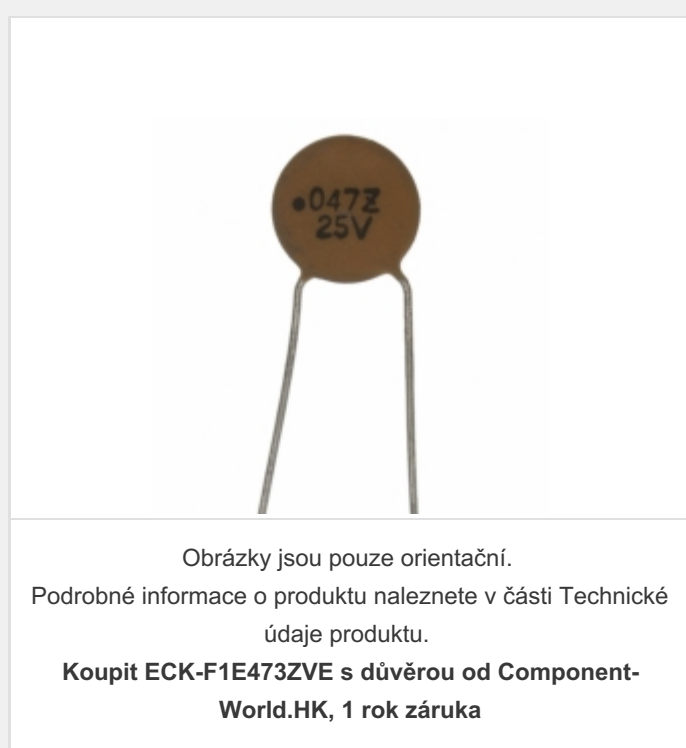 •047Z
25V
Obrázky jsou pouze orientační.
Podrobné informace o produktu naleznete v části Technické
údaje produktu.
Koupit ECK-F1E473ZVE s důvěrou od Component-
World.HK, 1 rok záruka